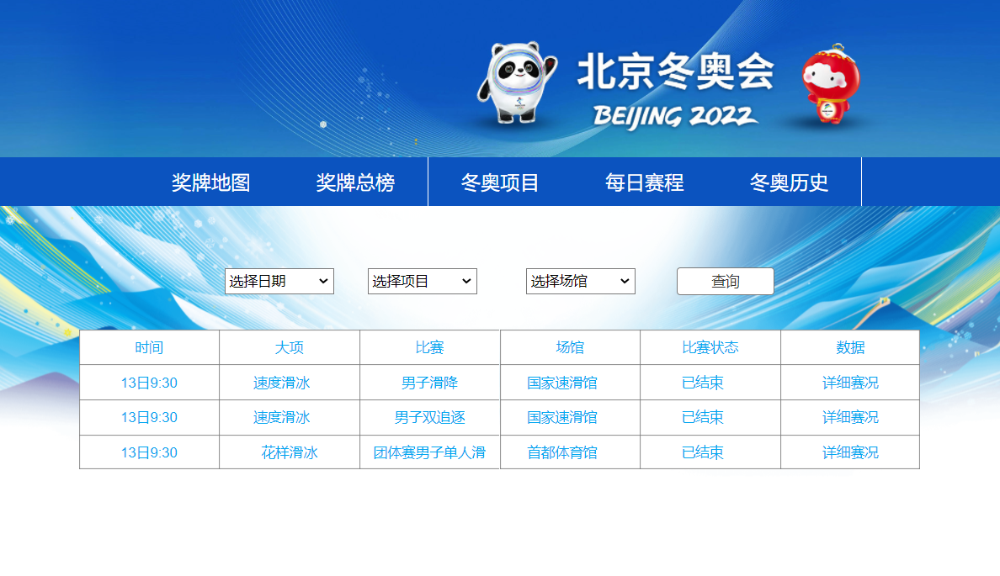 北京冬奥会
BEIJING 2022
奖牌地图 奖牌总榜 冬奥项目 每日赛程 冬奥历史
选择日期 选择项目 选择场馆 查询
时间 大项 比赛 场馆 比赛状态 数据
13日9:30 速度滑冰 男子滑降 国家速滑馆 已结束 详细赛况
13日9:30 速度滑冰 男子双追逐 国家速滑馆 已结束 详细赛况
13日9:30 花样滑冰 团体赛男子单人滑 首都体育馆 已结束 详细赛况